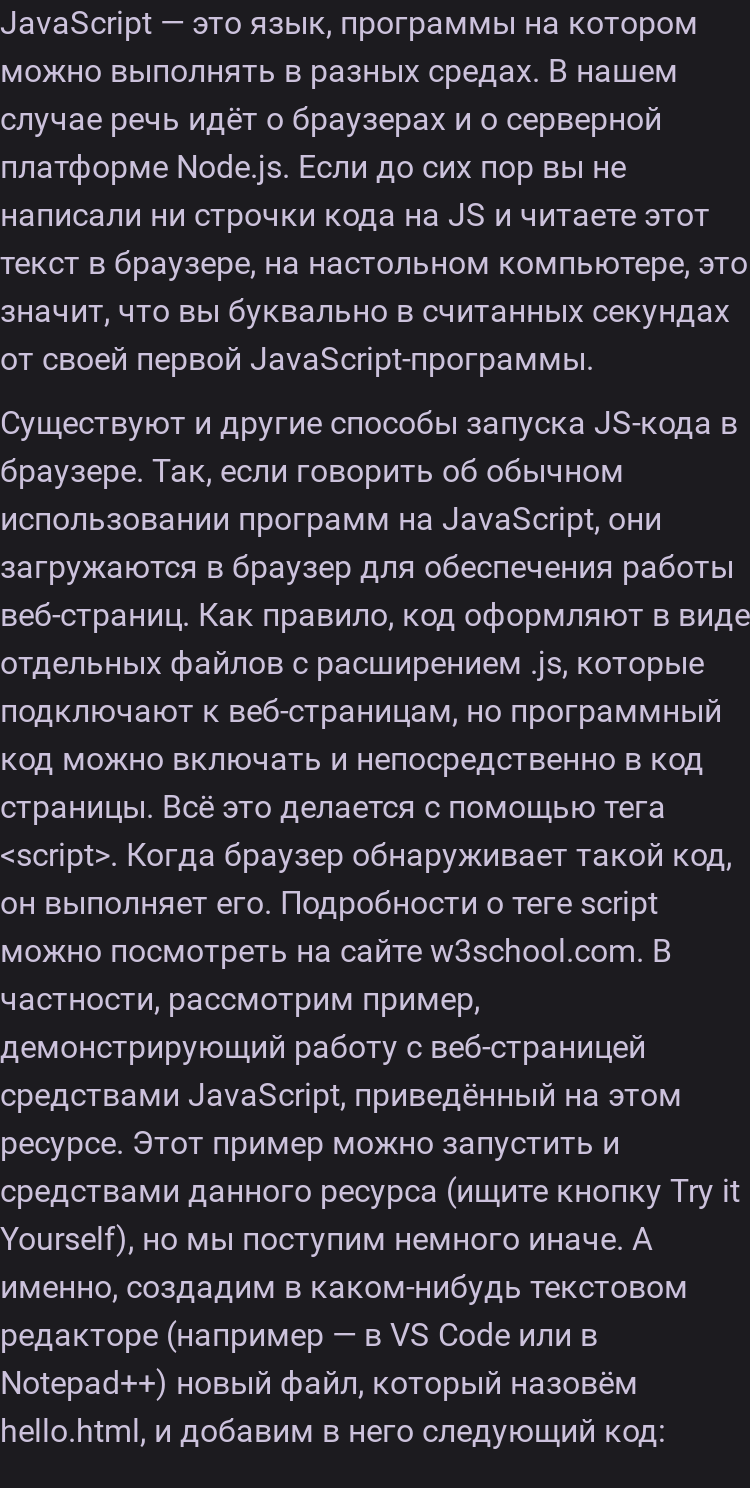 JavaScript — это язык, программы на котором
можно выполнять в разных средах. В нашем
случае речь идёт о браузерах и о серверной
платформе Node.js. Если до сих пор вы не
написали ни строчки кода на JS и читаете этот
текст в браузере, на настольном компьютере, это
значит, что вы буквально в считанных секундах
от своей первой JavaScript-программы.
Существуют и другие способы запуска JS-кода в
браузере. Так, если говорить об обычном
использовании программ на JavaScript, они
загружаются в браузер для обеспечения работы
веб-страниц. Как правило, код оформляют в виде
отдельных файлов с расширением .js, которые
подключают к веб-страницам, но программный
код можно включать и непосредственно в код
страницы. Всё это делается с помощью тега
<script>. Когда браузер обнаруживает такой код,
он выполняет его. Подробности о теге script
можно посмотреть на сайте w3school.com. В
частности, рассмотрим пример,
демонстрирующий работу с веб-страницей
средствами JavaScript, приведённый на этом
ресурсе. Этот пример можно запустить и
средствами данного ресурса (ищите кнопку Try it
Yourself), но мы поступим немного иначе. А
именно, создадим в каком-нибудь текстовом
редакторе (например — в VS Code или в
Notepad++) новый файл, который назовём
hello.html, и добавим в него следующий код: